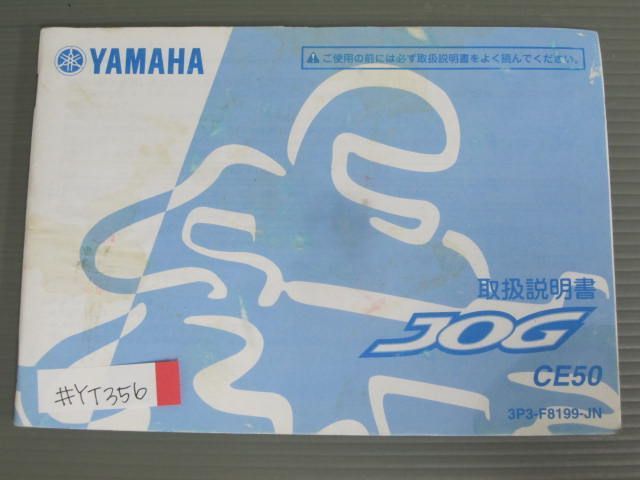 YAMAHA
⚠ご使用の前には必ず取扱説明書をよく読んでください。
取扱説明書
JOG
CE50
3P3-F8199-JN
#YT356